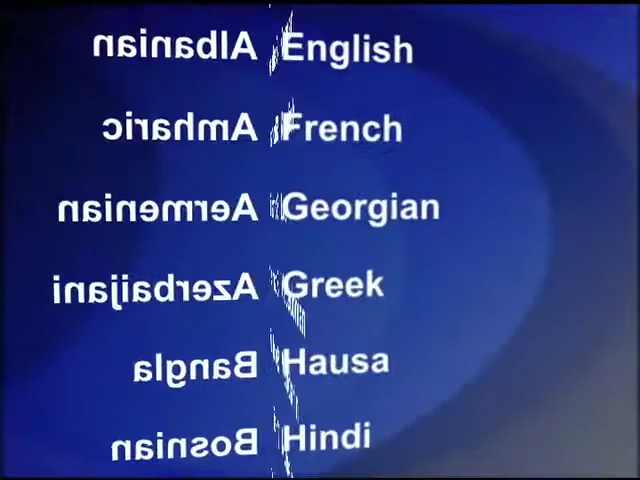 Albanian English
Amharic French
Aermenian Georgian
Azerbaijani Greek
Bangla Hausa
Bosnian Hindi